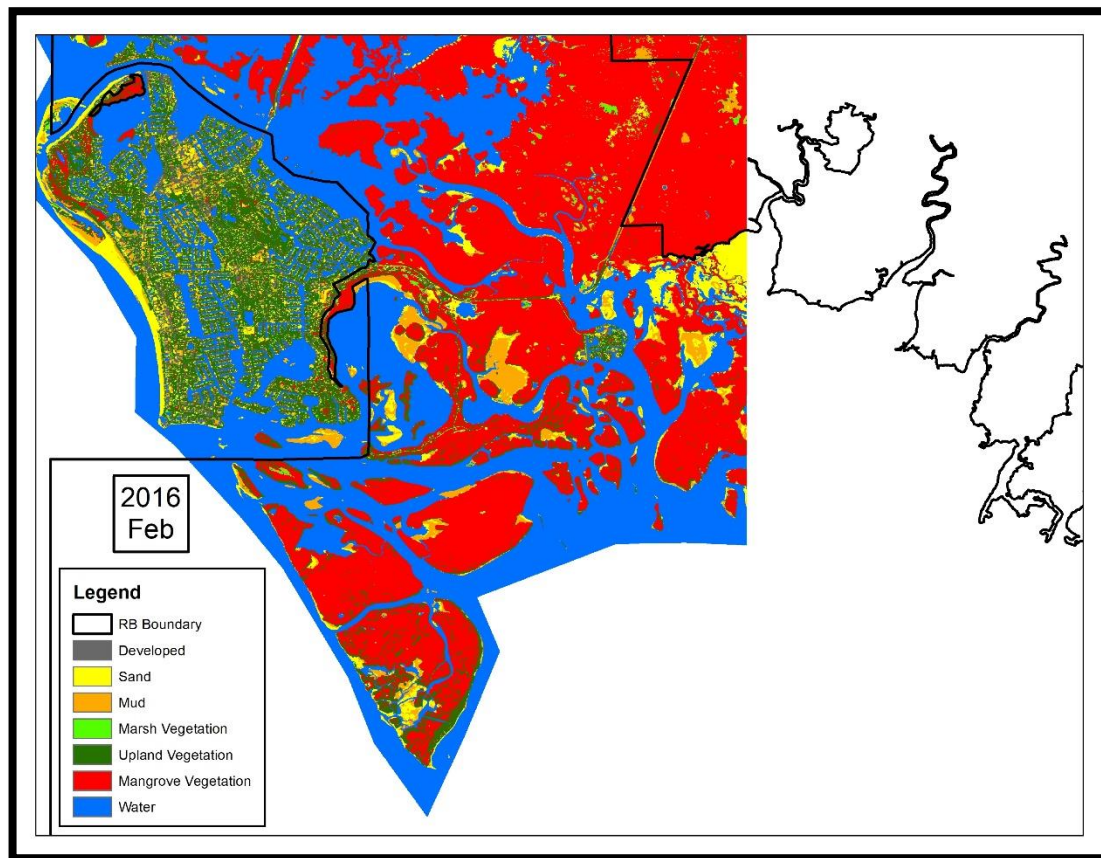 2016
Feb
Legend
RB Boundary
Developed
Sand
Mud
Marsh Vegetation
Upland Vegetation
Mangrove Vegetation
Water